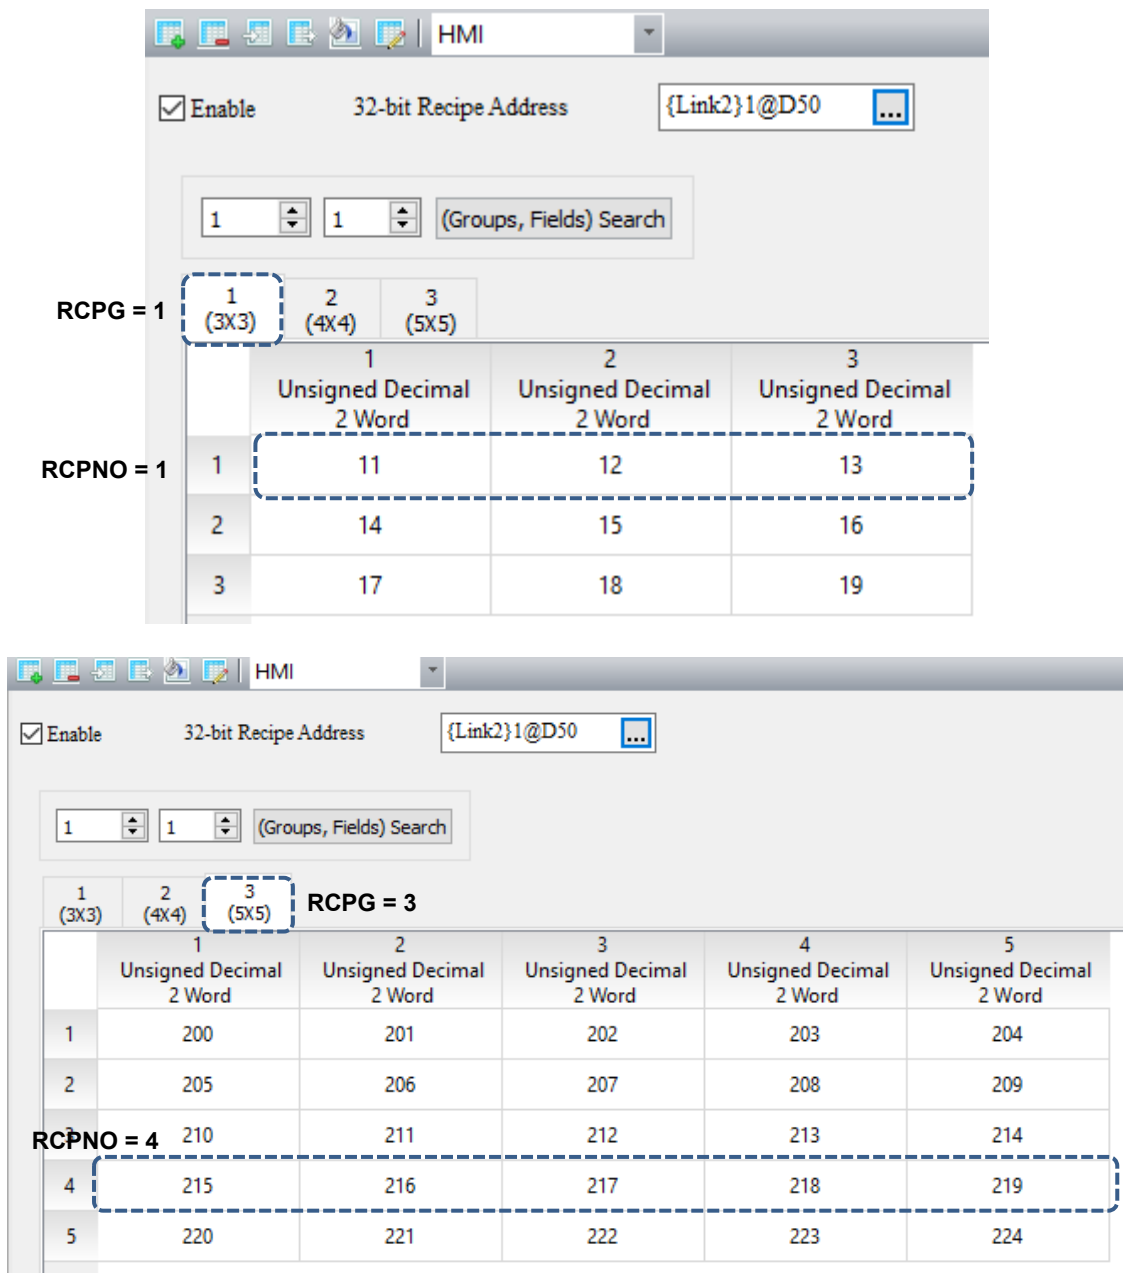 HMI
Enable 32-bit Recipe Address {Link2}1@D50 ...
1 1 (Groups, Fields) Search
RCPG = 1
1 2 3
(3X3) (4X4) (5X5)
1 2 3
Unsigned Decimal Unsigned Decimal Unsigned Decimal
2 Word 2 Word 2 Word
RCPNO = 1 1 11 12 13
2 14 15 16
3 17 18 19
HMI
Enable 32-bit Recipe Address {Link2}1@D50 ...
1 1 (Groups, Fields) Search
1 2 3
(3X3) (4X4) (5X5)
RCPG = 3
1 2 3 4 5
Unsigned Decimal Unsigned Decimal Unsigned Decimal Unsigned Decimal Unsigned Decimal
2 Word 2 Word 2 Word 2 Word 2 Word
1 200 201 202 203 204
2 205 206 207 208 209
3 210 211 212 213 214
RCPNO = 4
4 215 216 217 218 219
5 220 221 222 223 224